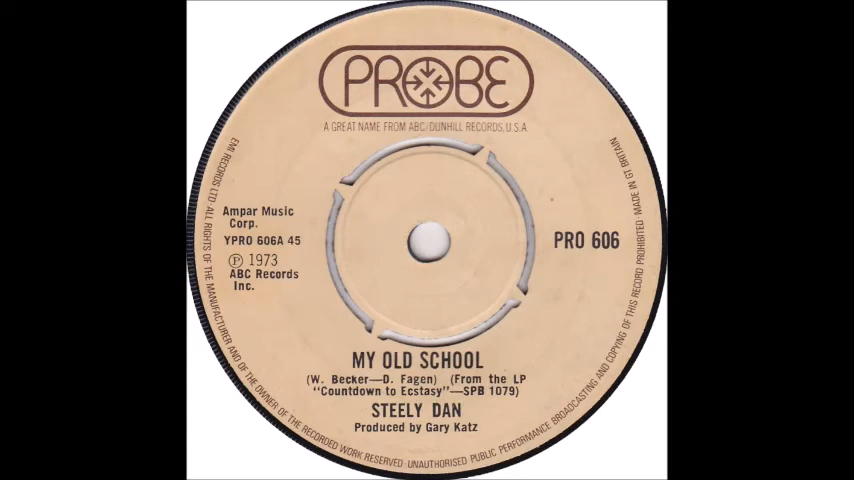 PROBE
A GREAT NAME FROM ABC/DUNHILL RECORDS, U.S.A.
EMI RECORDS LTD · ALL RIGHTS OF THE MANUFACTURER AND OF THE OWNER OF THE RECORDED WORK RESERVED UNAUTHORISED PUBLIC PERFORMANCE BROADCASTING AND COPYING OF THIS RECORD PROHIBITED · MADE IN GT BRITAIN
Ampar Music
Corp.
YPRO 606A 45
Ⓟ 1973
ABC Records
Inc.
PRO 606
MY OLD SCHOOL
(W. Becker—D. Fagen) (From the LP
"Countdown to Ecstasy"—SPB 1079)
STEELY DAN
Produced by Gary Katz